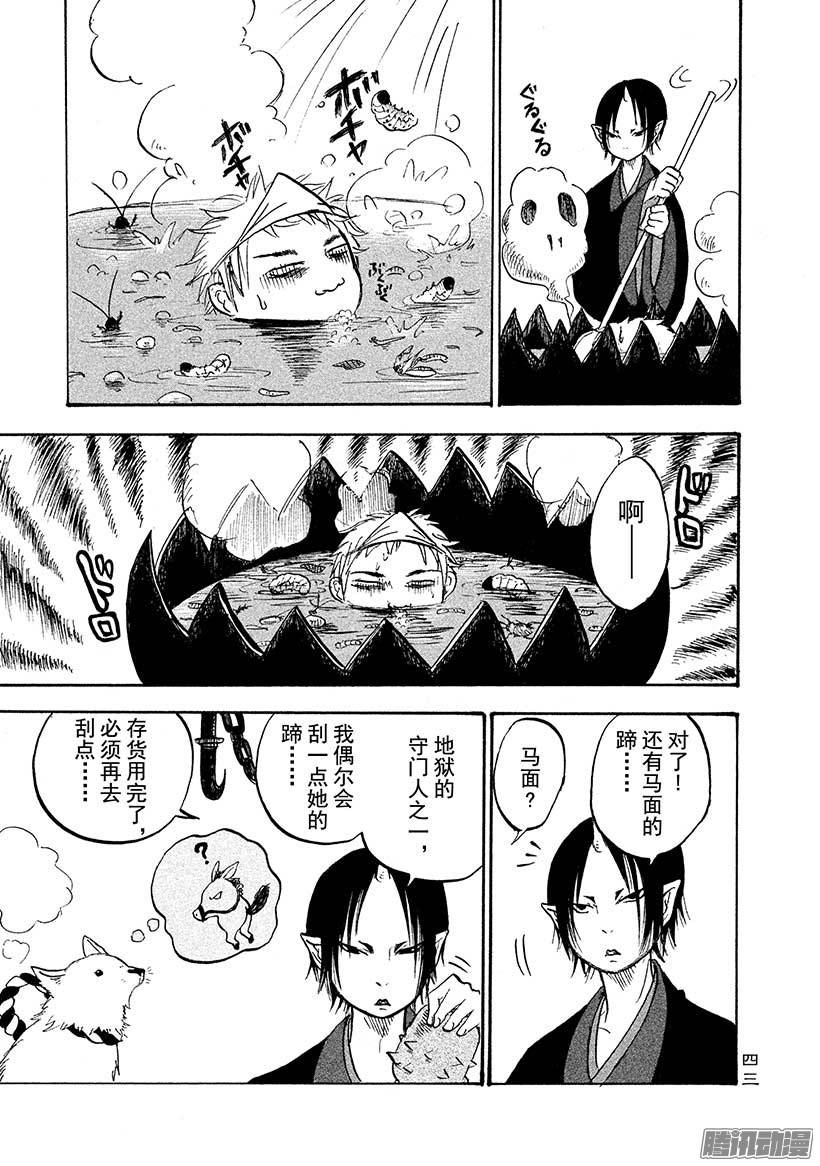 ぐるぐる
ボチャ
ボチャ
ぶくぶく
啊——
ドロ
ドロ
对了！
还有马面的
蹄……
马面？
地狱的
守门人之一，
我偶尔会
刮一点她的
蹄……
存货用完了，
必须再去
刮点……
?
四三
腾讯动漫